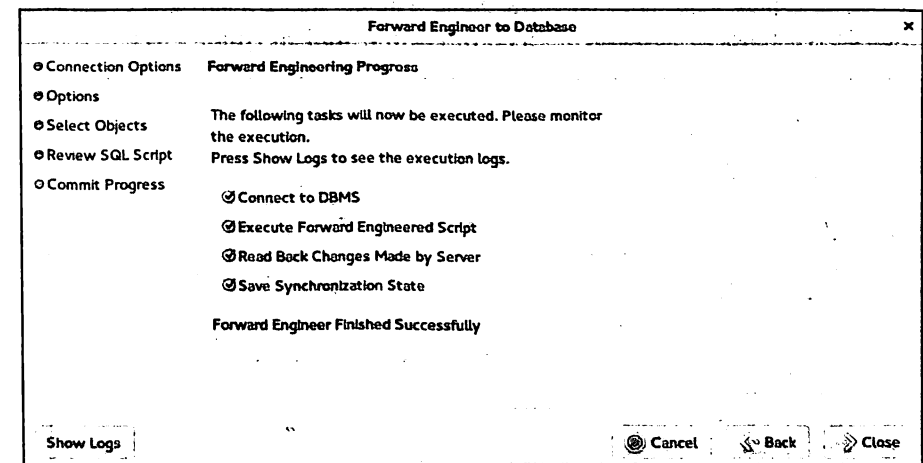 Forward Engineer to Database
Connection Options
Options
Select Objects
Review SQL Script
Commit Progress
Forward Engineering Progress
The following tasks will now be executed. Please monitor
the execution.
Press Show Logs to see the execution logs.
Connect to DBMS
Execute Forward Engineered Script
Read Back Changes Made by Server
Save Synchronization State
Forward Engineer Finished Successfully
Show Logs
Cancel
Back
Close